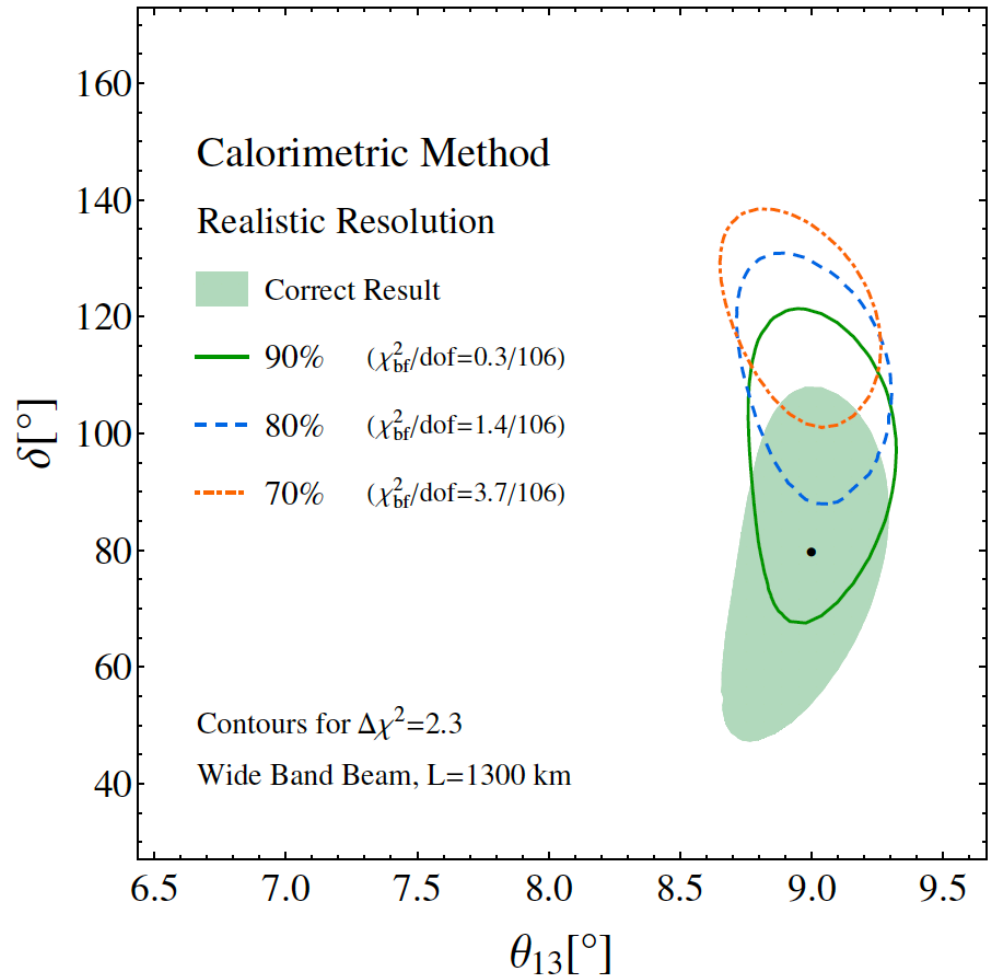 160
140
120
100
80
60
40
δ[°]
Calorimetric Method
Realistic Resolution
Correct Result
90% (χ²bf/dof=0.3/106)
80% (χ²bf/dof=1.4/106)
70% (χ²bf/dof=3.7/106)
Contours for Δχ²=2.3
Wide Band Beam, L=1300 km
6.5 7.0 7.5 8.0 8.5 9.0 9.5
θ₁₃[°]